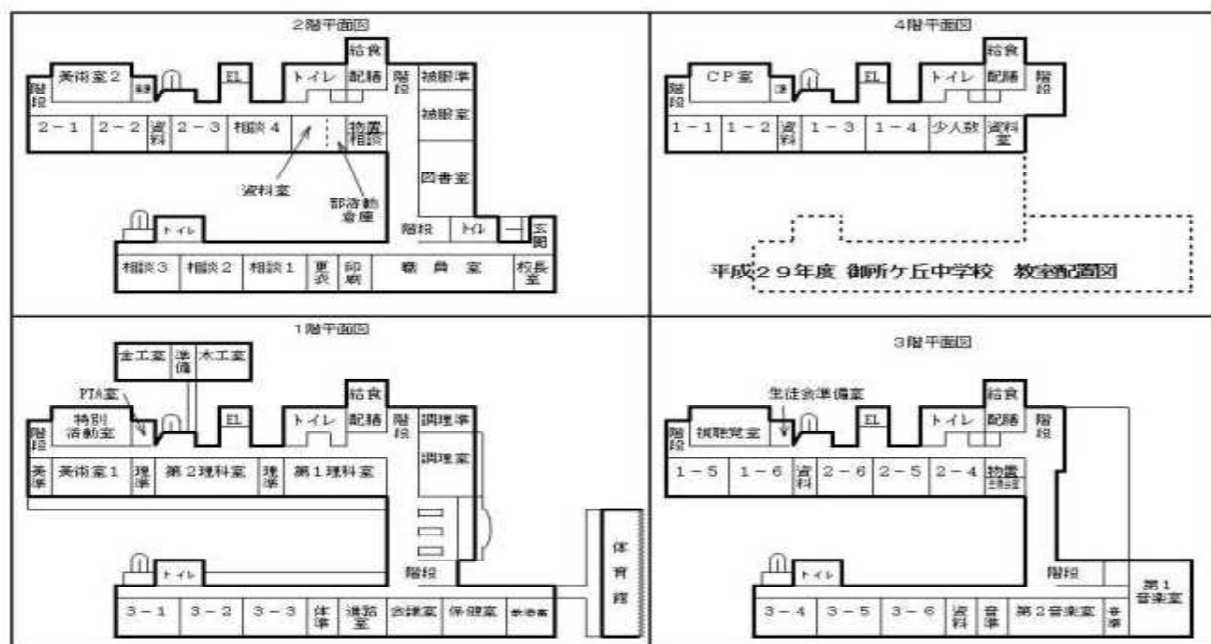 2階平面図
給食
美術室2
EL
トイレ
配膳
階段
被服準
階段
2-1
2-2
資料
2-3
相談4
物置
相談
被服室
資料室
部活動
倉庫
図書室
トイレ
階段
トイレ
玄関
相談3
相談2
相談1
更衣
印刷
職員室
校長室
4階平面図
給食
CP室
EL
トイレ
配膳
階段
階段
1-1
1-2
資料
1-3
1-4
少人数
資料室
平成29年度 御所ケ丘中学校 教室配置図
1階平面図
金工室
準備
木工室
PTA室
給食
特別
活動室
EL
トイレ
配膳
階段
調理準
階段
美準
美術室1
理準
第2理科室
理準
第1理科室
調理室
体育館
トイレ
階段
3-1
3-2
3-3
体準
進路室
会議室
保健室
3階平面図
生徒会準備室
給食
視聴覚室
EL
トイレ
配膳
階段
階段
1-5
1-6
資料
2-6
2-5
2-4
物置
トイレ
階段
第1
音楽室
3-4
3-5
3-6
資料
音準
第2音楽室
音準